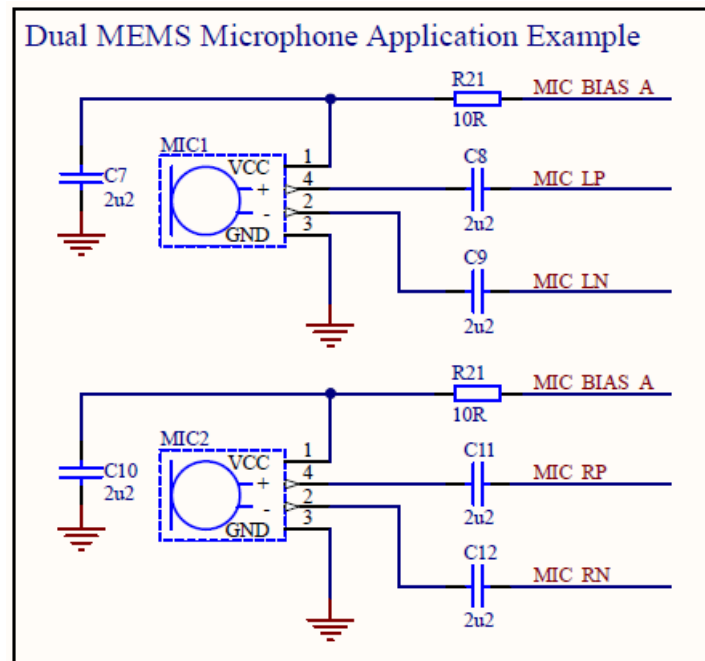 Dual MEMS Microphone Application Example
R21
MIC BIAS A
10R
MIC1
VCC
1
C8
C7
2u2
+
4
MIC LP
-
2
2u2
GND
3
C9
MIC LN
2u2
R21
MIC BIAS A
10R
MIC2
VCC
1
C11
C10
2u2
+
4
MIC RP
-
2
2u2
GND
3
C12
MIC RN
2u2